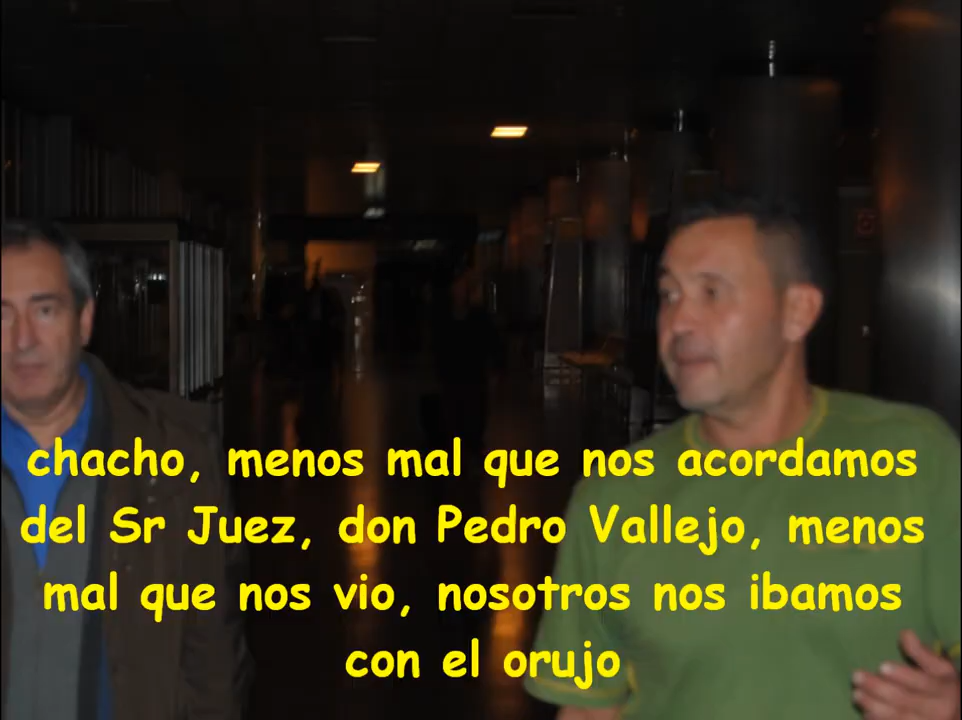 chacho, menos mal que nos acordamos
del Sr Juez, don Pedro Vallejo, menos
mal que nos vio, nosotros nos ibamos
con el orujo